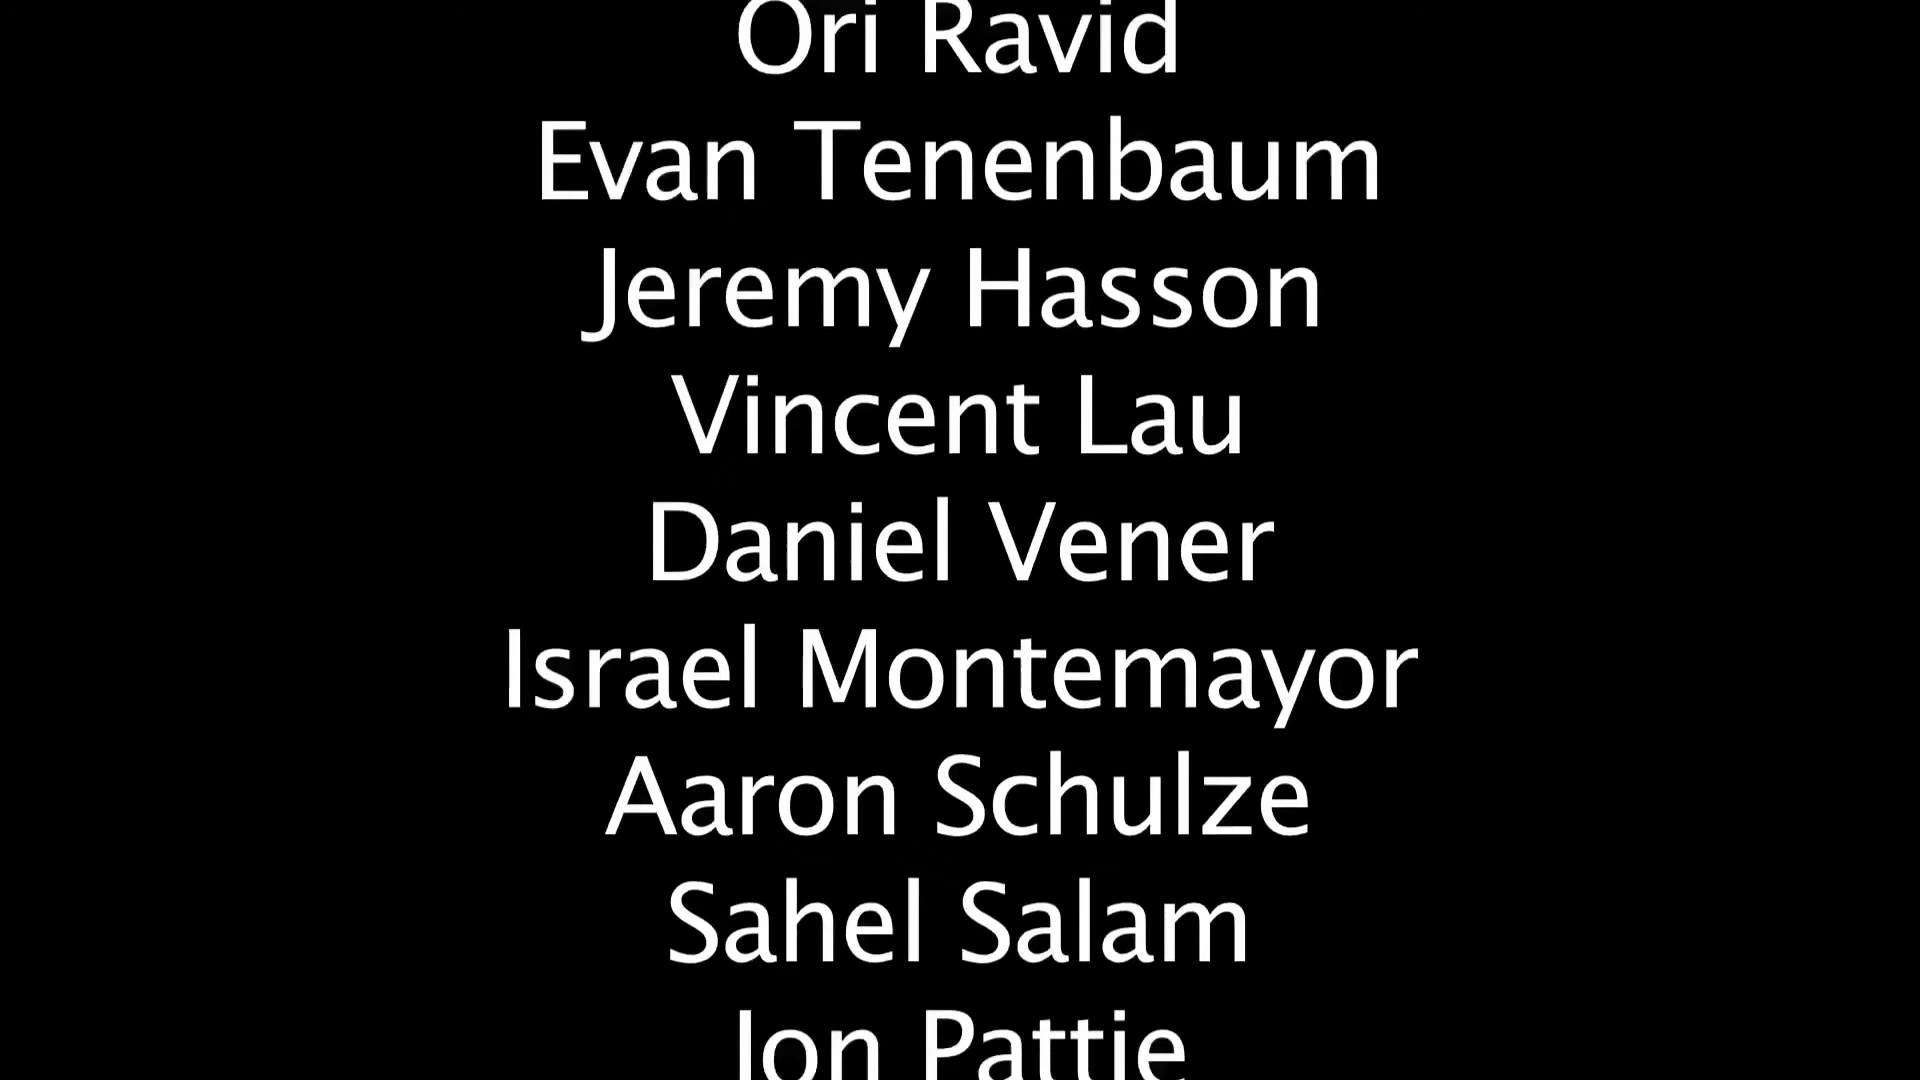 Ori Ravid
Evan Tenenbaum
Jeremy Hasson
Vincent Lau
Daniel Vener
Israel Montemayor
Aaron Schulze
Sahel Salam
Jon Pattie